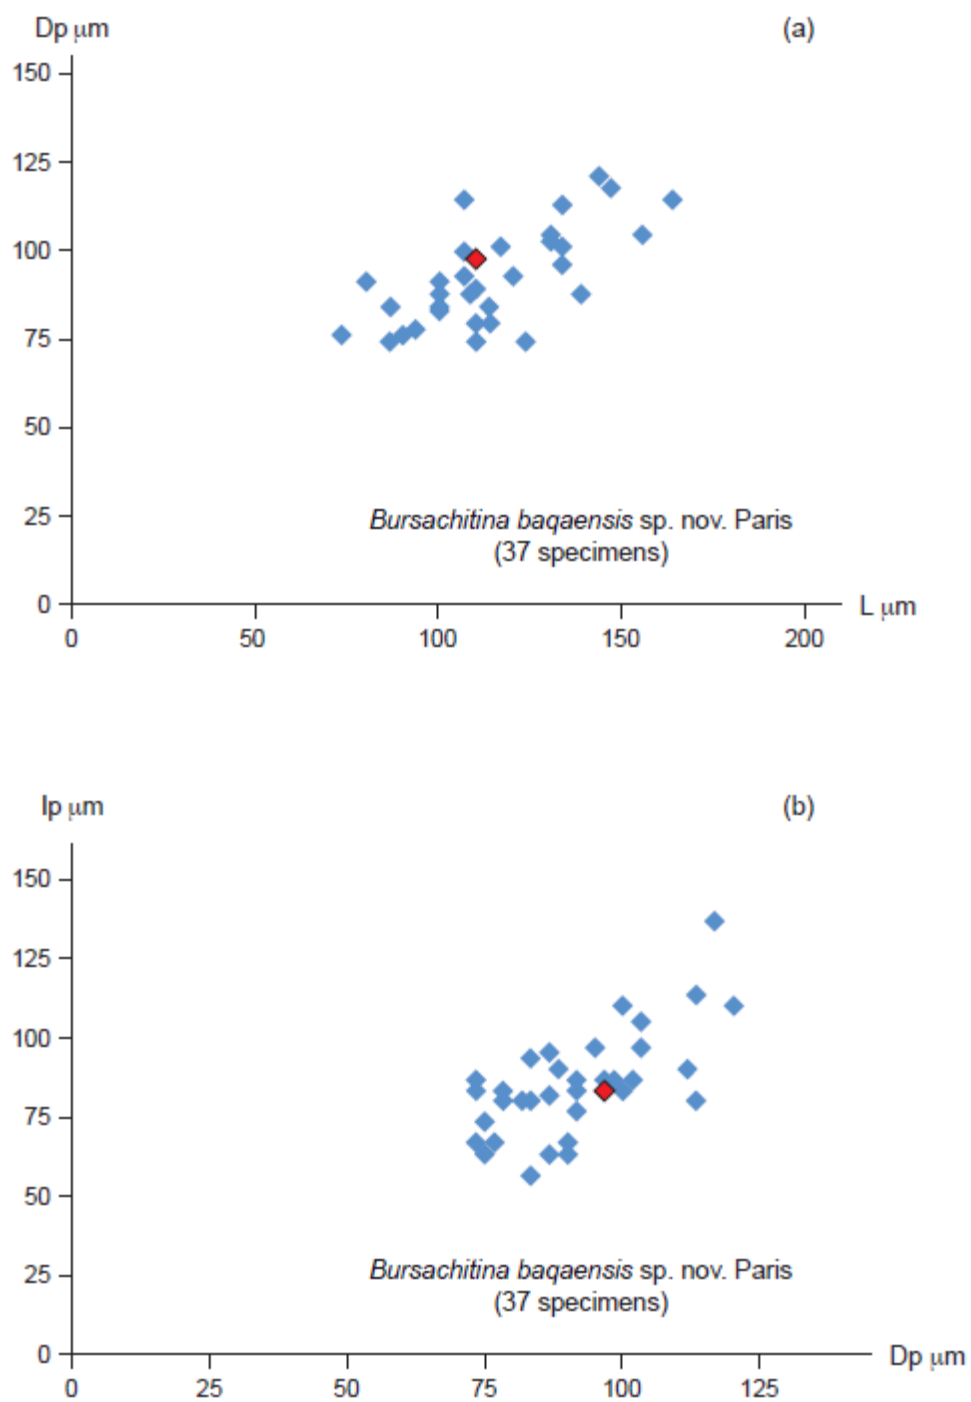 Dp μm
(a)
150
125
100
75
50
25
0
Bursachitina baqaensis sp. nov. Paris
(37 specimens)
L μm
0 50 100 150 200
Ip μm
(b)
150
125
100
75
50
25
0
Bursachitina baqaensis sp. nov. Paris
(37 specimens)
Dp μm
0 25 50 75 100 125